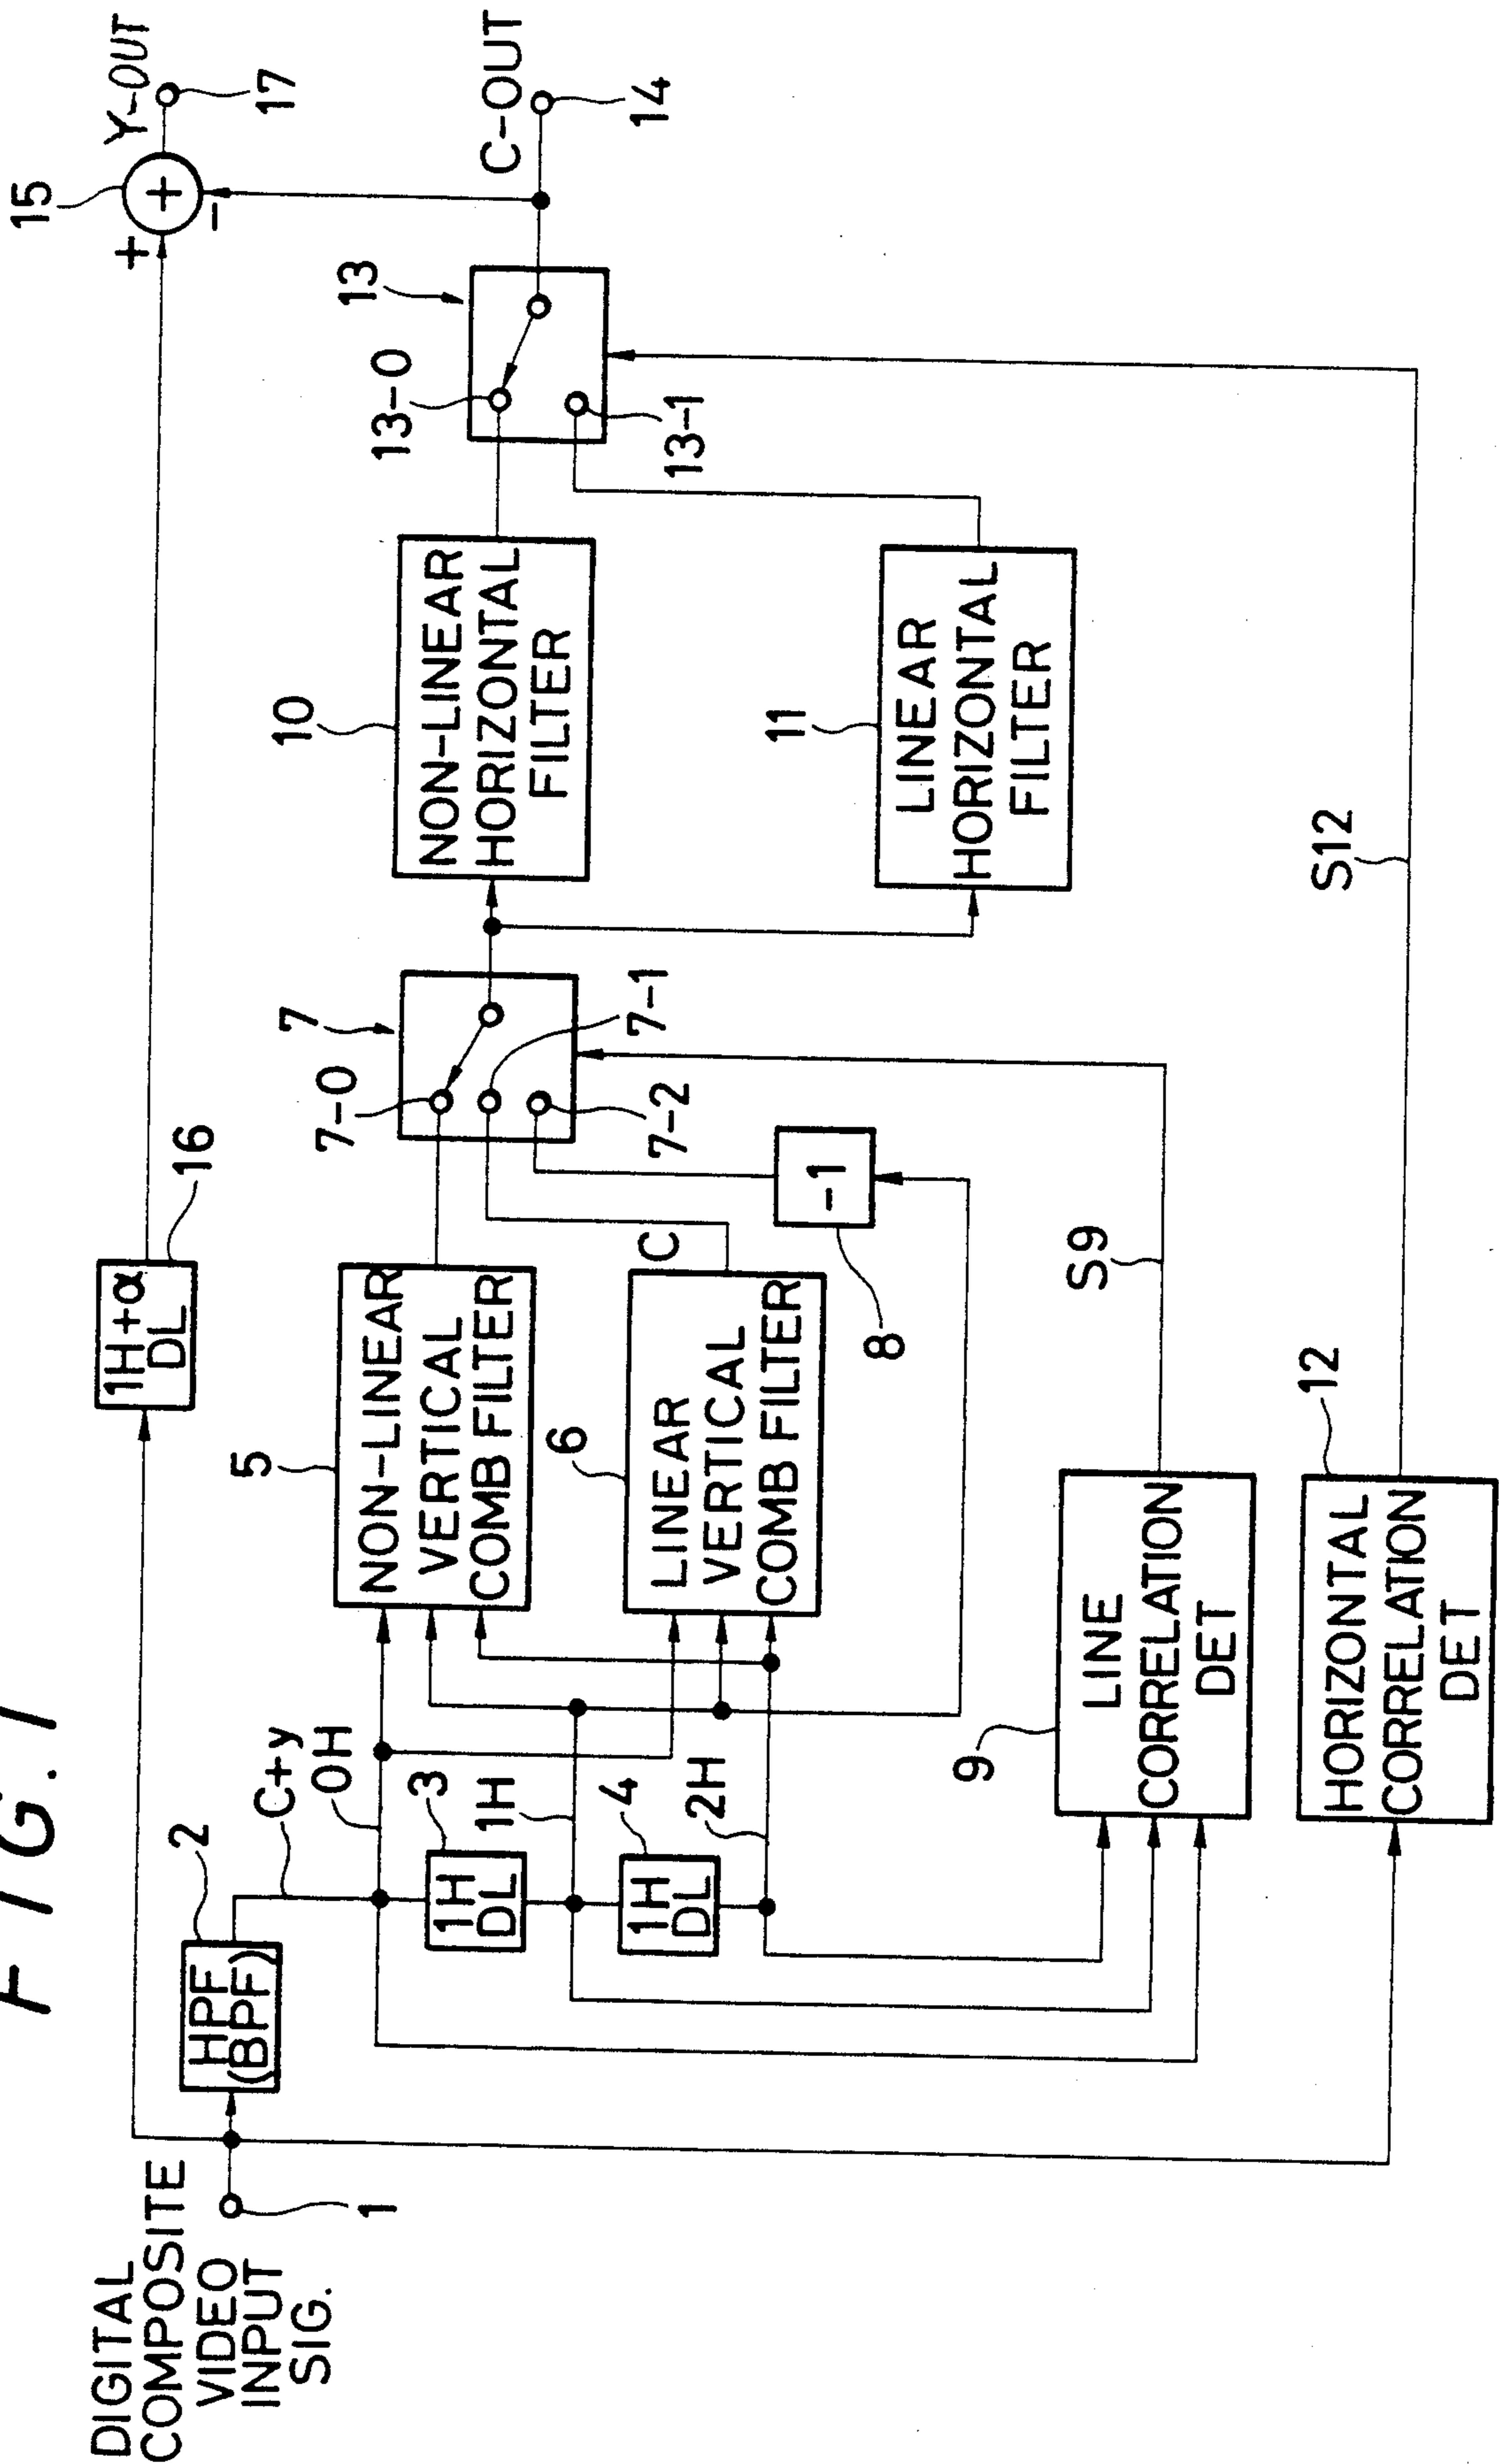 FIG. 1
DIGITAL
COMPOSITE
VIDEO
INPUT
SIG.
1
2
HPF
(BPF)
C+y
0H
3
1H
DL
1H
4
1H
DL
2H
5
NON-LINEAR
VERTICAL
COMB FILTER
6
LINEAR
VERTICAL
COMB FILTER
C
8
-1
7
7-0
7-1
7-2
9
LINE
CORRELATION
DET
S9
12
HORIZONTAL
CORRELATION
DET
S12
10
NON-LINEAR
HORIZONTAL
FILTER
11
LINEAR
HORIZONTAL
FILTER
13
13-0
13-1
16
1H+α
DL
15
+
+
-
Y-OUT
17
C-OUT
14